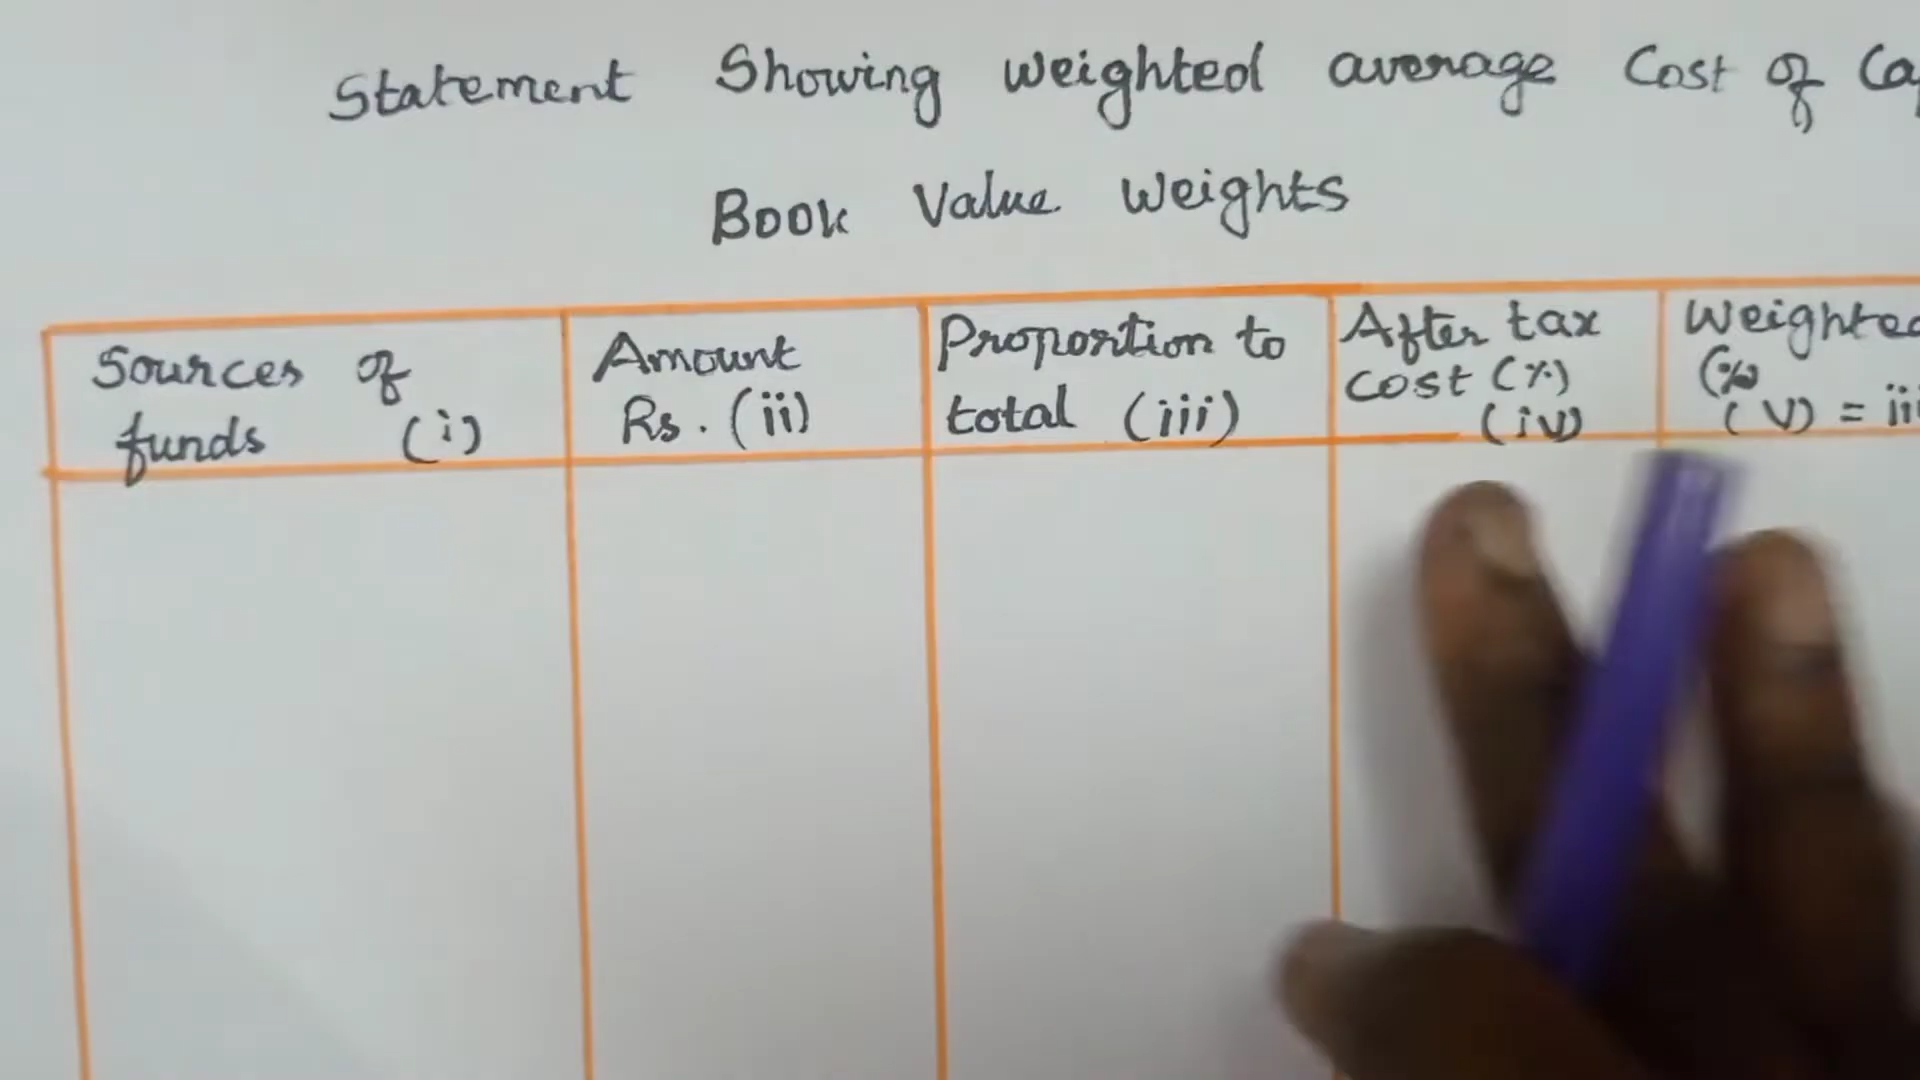 Statement Showing weighted average Cost of
Book Value Weights
Sources of
funds (i)
Amount
Rs. (ii)
Proportion to
total (iii)
After tax
Cost (%)
(iv)
(%)
(V) = iii